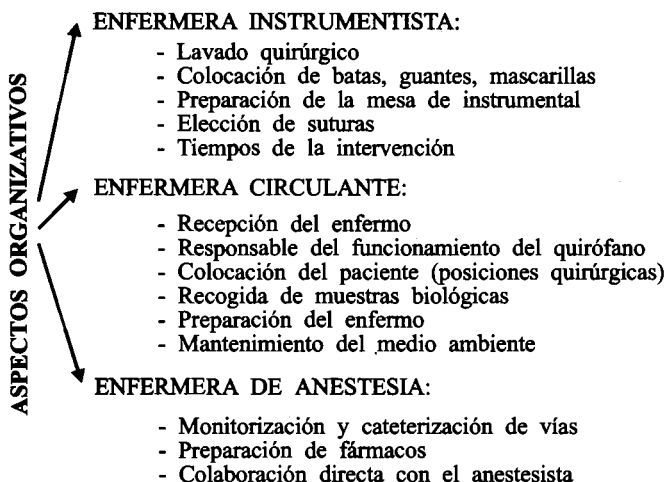 ASPECTOS ORGANIZATIVOS
ENFERMERA INSTRUMENTISTA:
- Lavado quirúrgico
- Colocación de batas, guantes, mascarillas
- Preparación de la mesa de instrumental
- Elección de suturas
- Tiempos de la intervención
ENFERMERA CIRCULANTE:
- Recepción del enfermo
- Responsable del funcionamiento del quirófano
- Colocación del paciente (posiciones quirúrgicas)
- Recogida de muestras biológicas
- Preparación del enfermo
- Mantenimiento del medio ambiente
ENFERMERA DE ANESTESIA:
- Monitorización y cateterización de vías
- Preparación de fármacos
- Colaboración directa con el anestesista